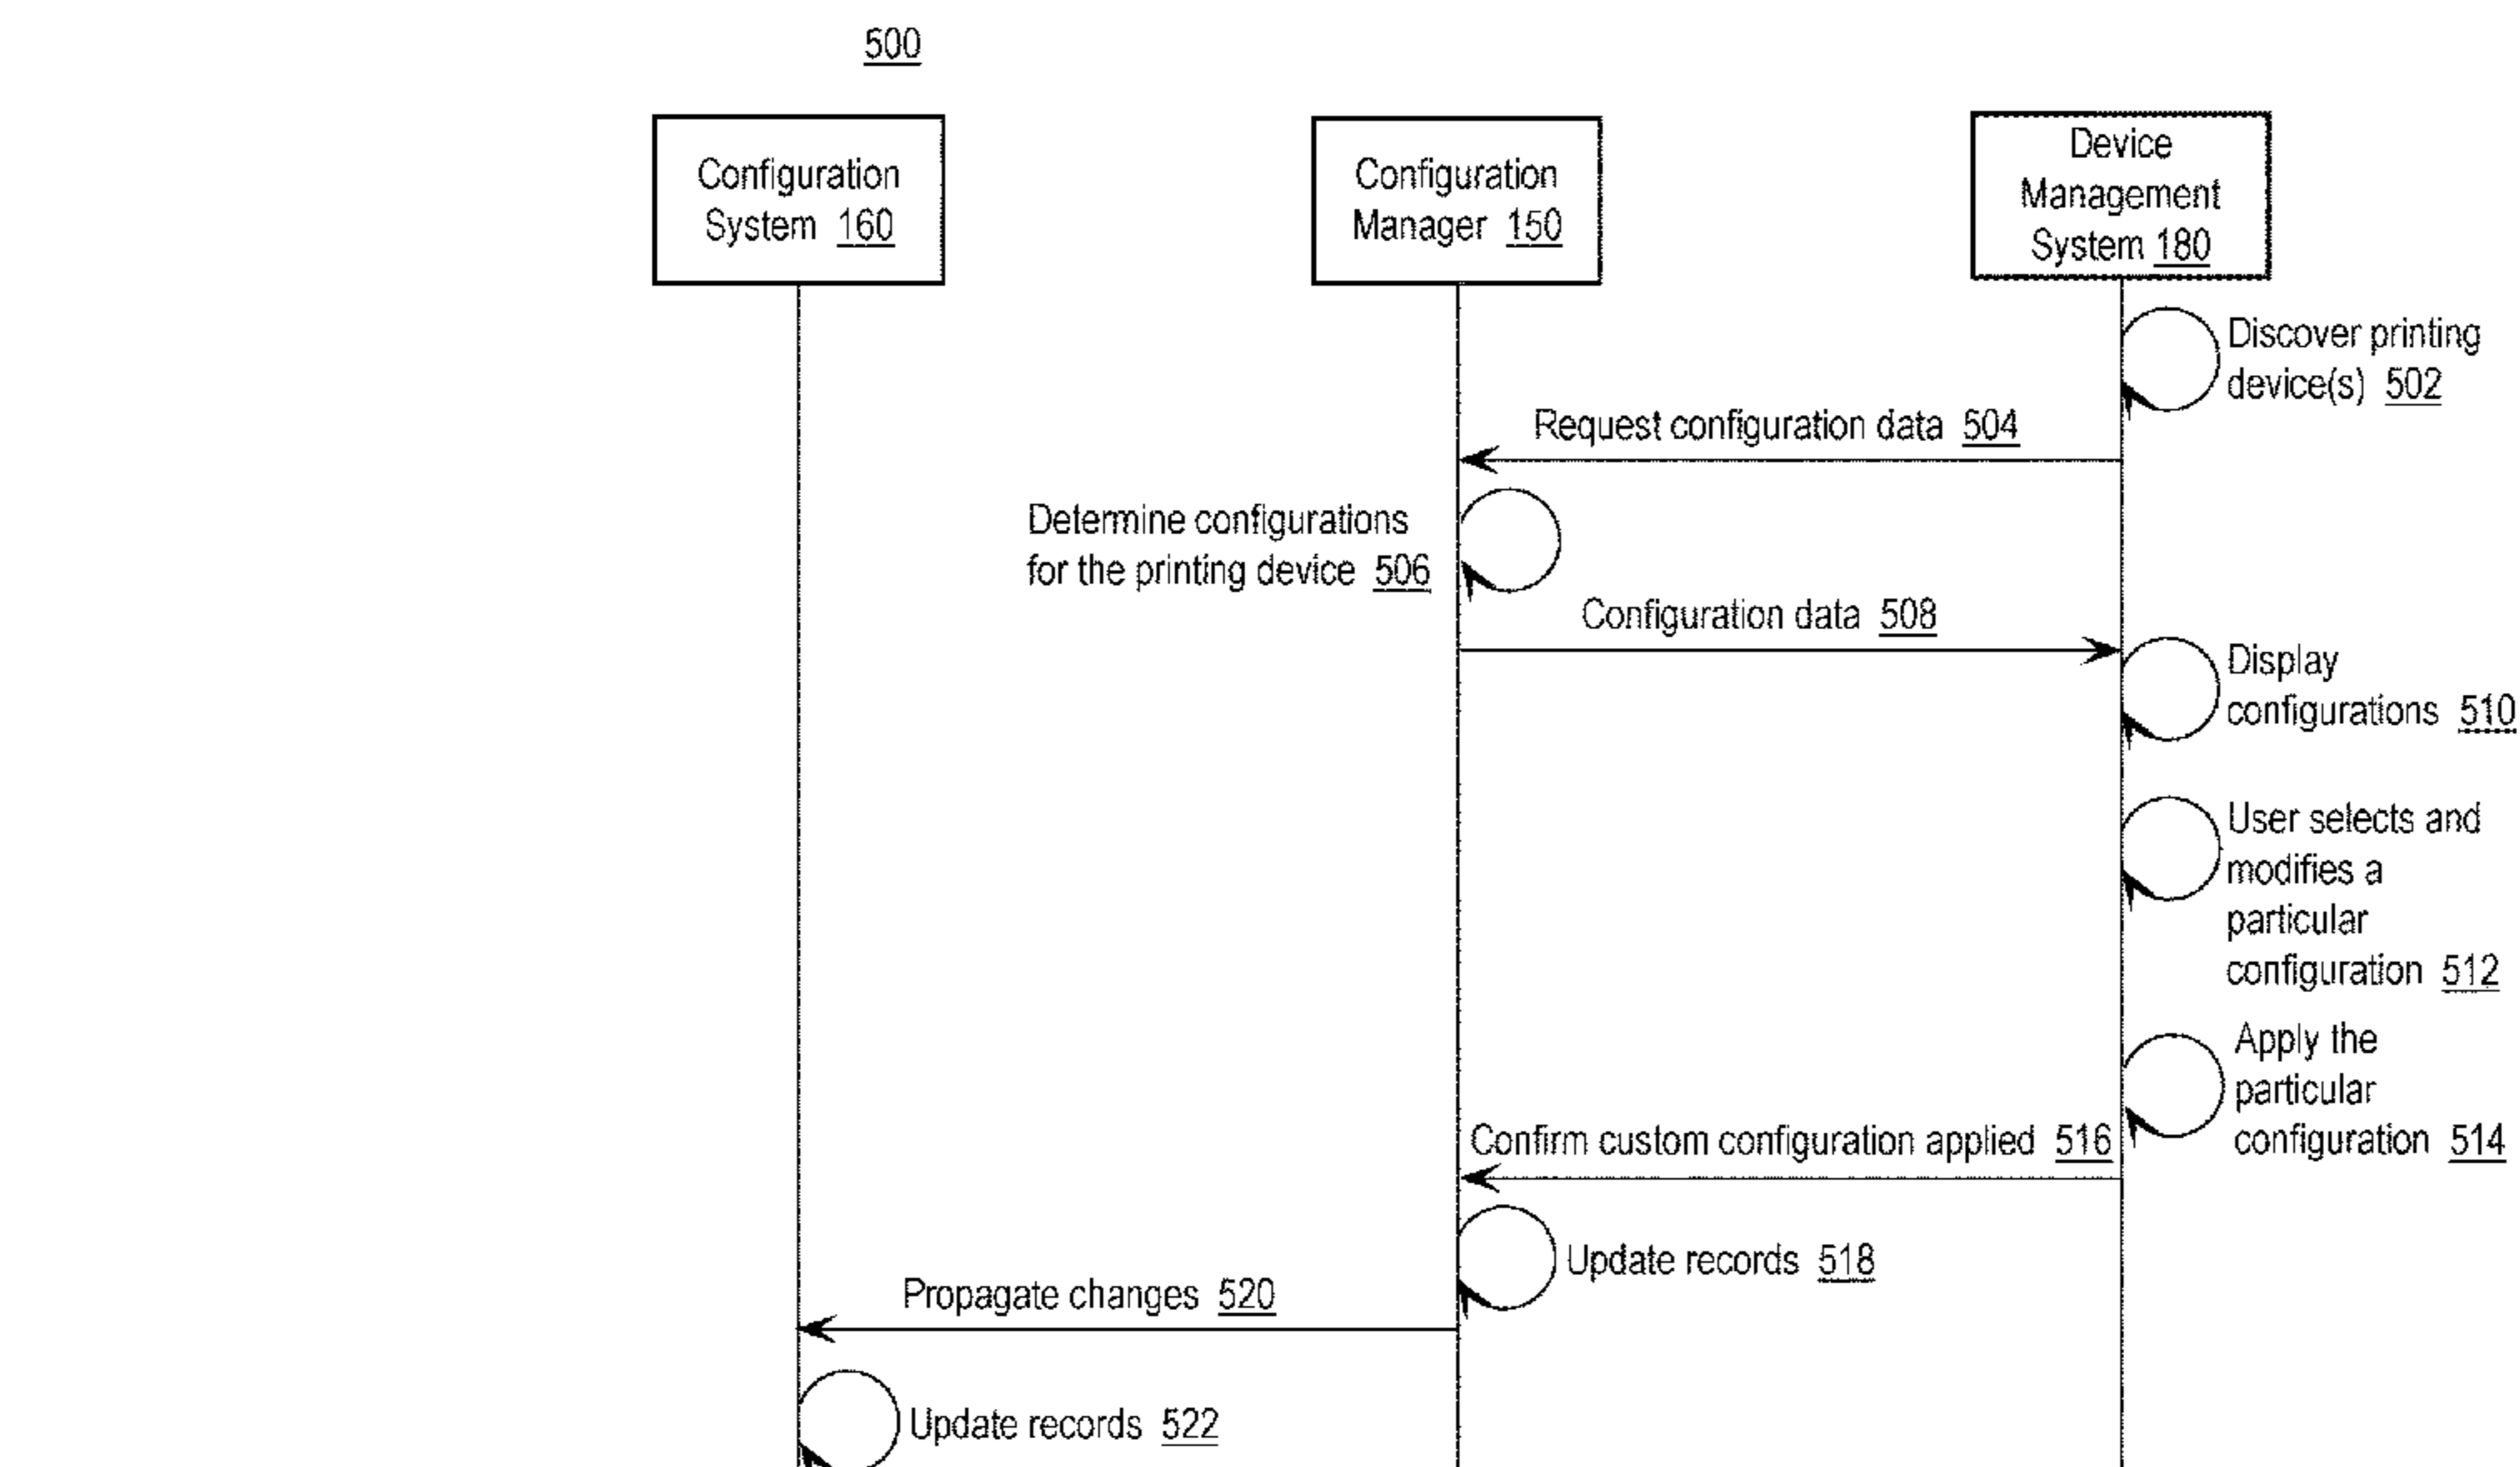 500
Configuration
System 160
Configuration
Manager 150
Device
Management
System 180
Discover printing
device(s) 502
Request configuration data 504
Determine configurations
for the printing device 506
Configuration data 508
Display
configurations 510
User selects and
modifies a
particular
configuration 512
Apply the
particular
configuration 514
Confirm custom configuration applied 516
Update records 518
Propagate changes 520
Update records 522